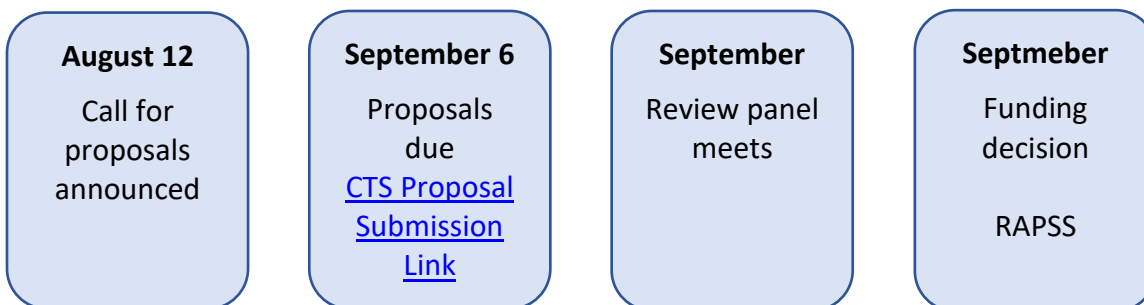 August 12
Call for
proposals
announced
September 6
Proposals
due
CTS Proposal
Submission
Link
September
Review panel
meets
Septmeber
Funding
decision
RAPSS